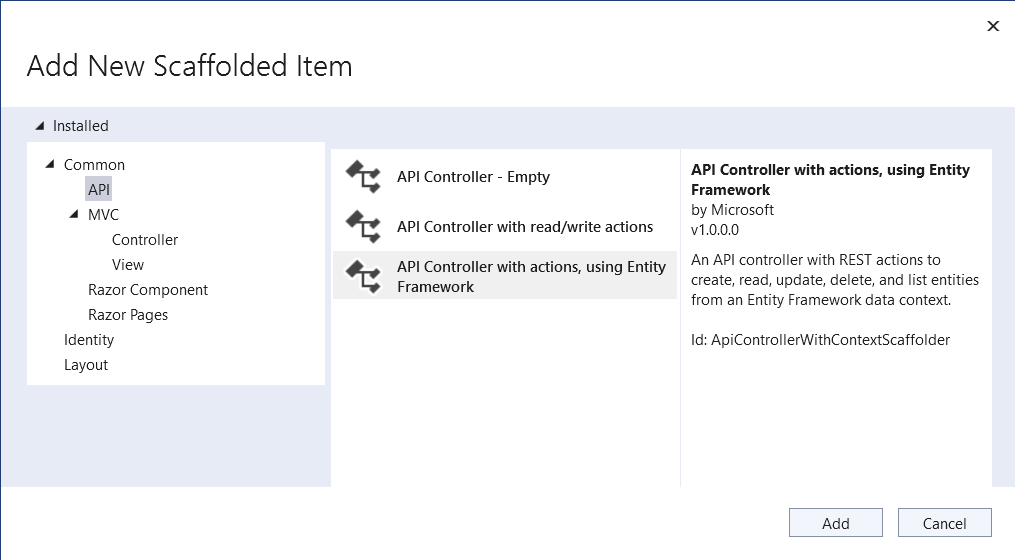 Add New Scaffolded Item
Installed
Common
API
MVC
Controller
View
Razor Component
Razor Pages
Identity
Layout
API Controller - Empty
API Controller with read/write actions
API Controller with actions, using Entity
Framework
API Controller with actions, using Entity
Framework
by Microsoft
v1.0.0.0
An API controller with REST actions to
create, read, update, delete, and list entities
from an Entity Framework data context.
Id: ApiControllerWithContextScaffolder
Add
Cancel